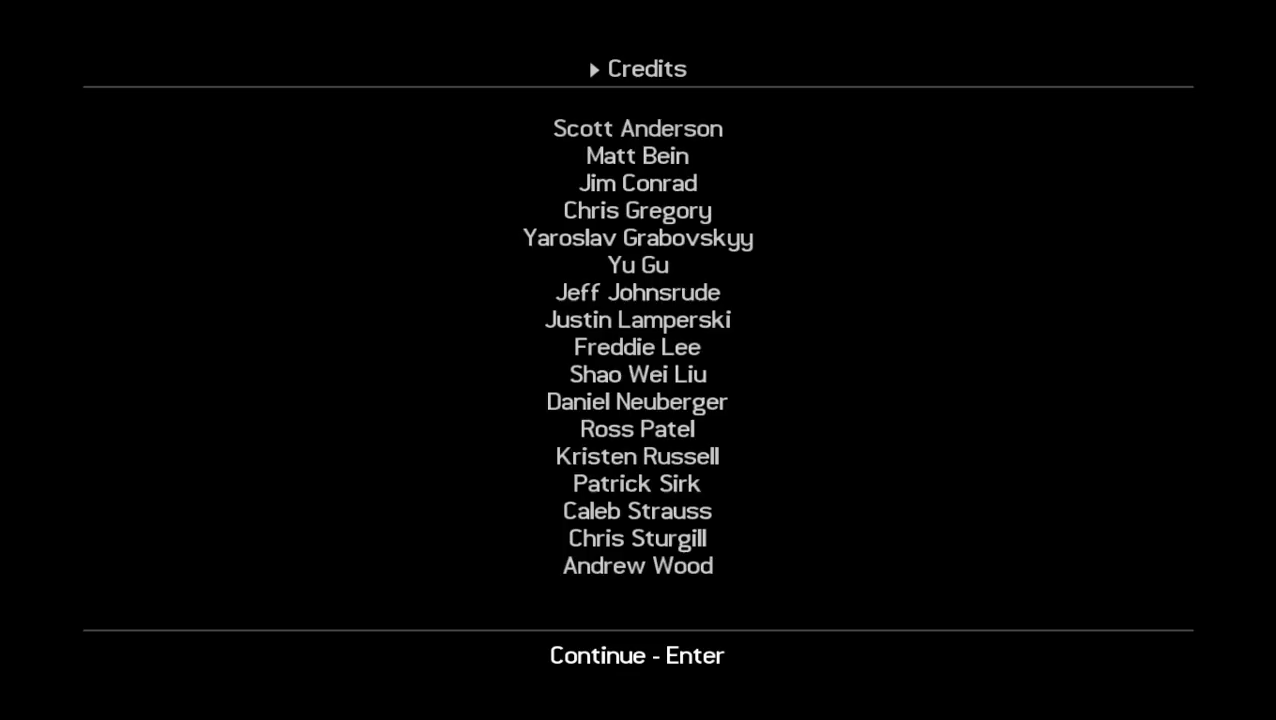 Credits
Scott Anderson
Matt Bein
Jim Conrad
Chris Gregory
Yaroslav Grabovskyy
Yu Gu
Jeff Johnsrude
Justin Lamperski
Freddie Lee
Shao Wei Liu
Daniel Neuberger
Ross Patel
Kristen Russell
Patrick Sirk
Caleb Strauss
Chris Sturgill
Andrew Wood
Continue - Enter